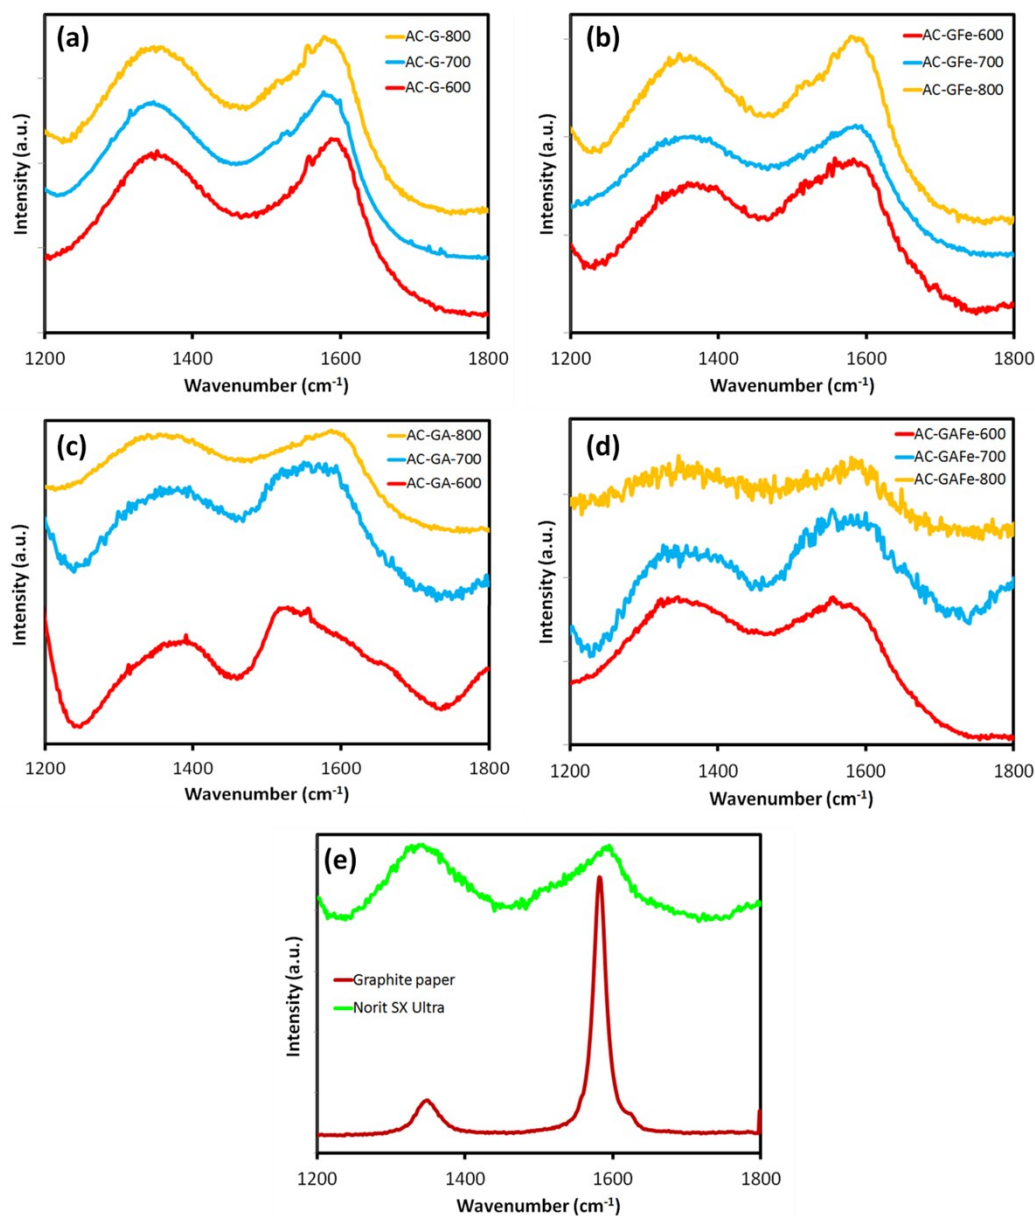 (a)
AC-G-800
AC-G-700
AC-G-600
Intensity (a.u.)
1200 1400 1600 1800
Wavenumber (cm⁻¹)
(b)
AC-GFe-600
AC-GFe-700
AC-GFe-800
Intensity (a.u.)
1200 1400 1600 1800
Wavenumber (cm⁻¹)
(c)
AC-GA-800
AC-GA-700
AC-GA-600
Intensity (a.u.)
1200 1400 1600 1800
Wavenumber (cm⁻¹)
(d)
AC-GAFe-600
AC-GAFe-700
AC-GAFe-800
Intensity (a.u.)
1200 1400 1600 1800
Wavenumber (cm⁻¹)
(e)
Graphite paper
Norit SX Ultra
Intensity (a.u.)
1200 1400 1600 1800
Wavenumber (cm⁻¹)